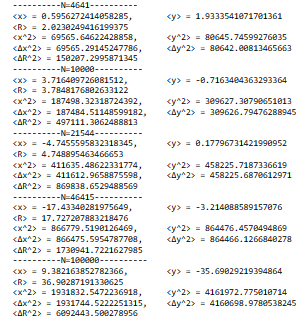 ----------N=4641----------
<x> = 0.5956272414058285, <y> = 1.9333541071701361
<R> = 2.0230249416199375
<x^2> = 69565.64622428858, <y^2> = 80645.74599276035
<Δx^2> = 69565.29145247786, <Δy^2> = 80642.00813465663
<ΔR^2> = 150207.2995871345
----------N=10000----------
<x> = 3.716409726081512, <y> = -0.7163404363293364
<R> = 3.7848176802633122
<x^2> = 187498.32318724392, <y^2> = 309627.30790651013
<Δx^2> = 187484.51148599182, <Δy^2> = 309626.79476288945
<ΔR^2> = 497111.3062488813
----------N=21544----------
<x> = -4.7455595832318345, <y> = 0.17796731421990952
<R> = 4.748895463466653
<x^2> = 411635.48622331774, <y^2> = 458225.7187336619
<Δx^2> = 411612.9658875598, <Δy^2> = 458225.6870612971
<ΔR^2> = 869838.6529488569
----------N=46415----------
<x> = -17.43340281975649, <y> = -3.214088589157076
<R> = 17.727207883218476
<x^2> = 866779.5190126469, <y^2> = 864476.4570494869
<Δx^2> = 866475.5954787708, <Δy^2> = 864466.1266840278
<ΔR^2> = 1730941.7221627985
----------N=100000----------
<x> = 9.382163852782366, <y> = -35.69029219394864
<R> = 36.90287191330625
<x^2> = 1931832.5472236918, <y^2> = 4161972.775010714
<Δx^2> = 1931744.5222251315, <Δy^2> = 4160698.9780538245
<ΔR^2> = 6092443.500278956